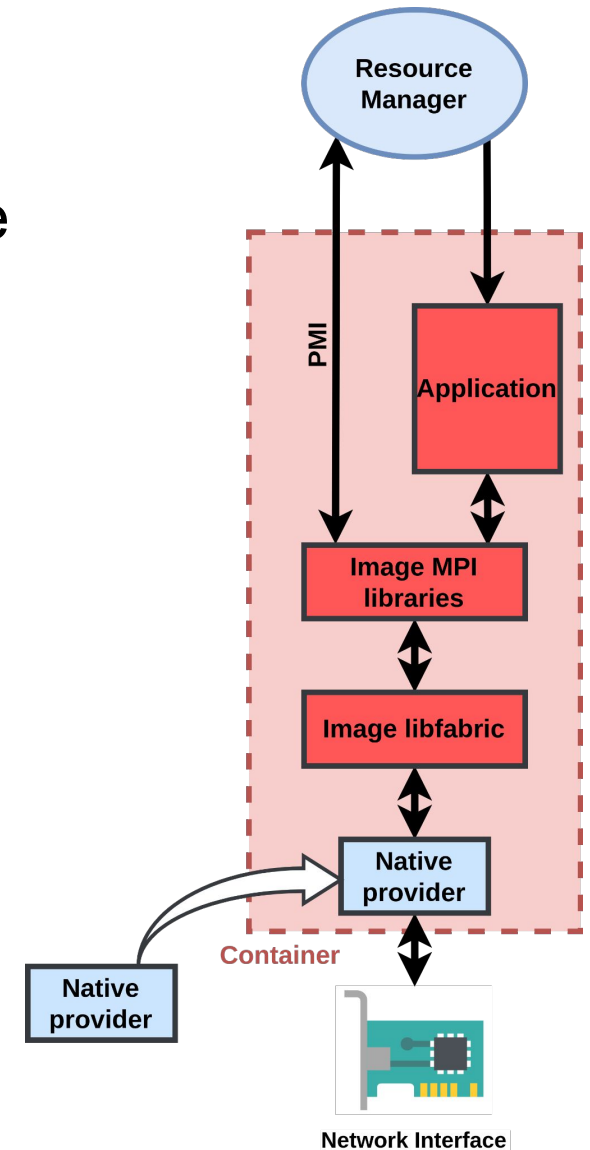 Resource
Manager
e
PMI
Application
Image MPI
libraries
Image libfabric
Native
provider
Container
Native
provider
Network Interface